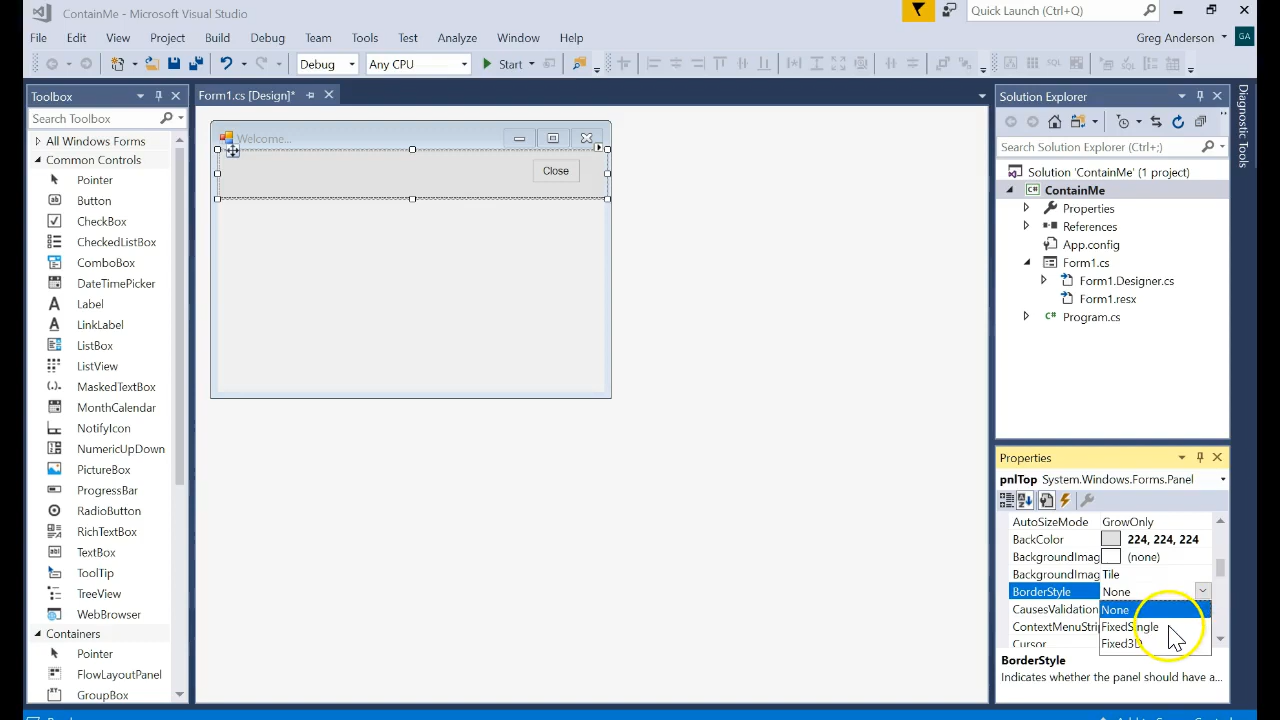 ContainMe - Microsoft Visual Studio
Quick Launch (Ctrl+Q)
File Edit View Project Build Debug Team Tools Test Analyze Window Help
Greg Anderson GA
Debug Any CPU Start
Toolbox
Search Toolbox
All Windows Forms
Common Controls
Pointer
Button
CheckBox
CheckedListBox
ComboBox
DateTimePicker
Label
LinkLabel
ListBox
ListView
MaskedTextBox
MonthCalendar
NotifyIcon
NumericUpDown
PictureBox
ProgressBar
RadioButton
RichTextBox
TextBox
ToolTip
TreeView
WebBrowser
Containers
Pointer
FlowLayoutPanel
GroupBox
Form1.cs [Design]*
Welcome...
Close
Solution Explorer
Search Solution Explorer (Ctrl+;)
Solution 'ContainMe' (1 project)
ContainMe
Properties
References
App.config
Form1.cs
Form1.Designer.cs
Form1.resx
Program.cs
Diagnostic Tools
Properties
pnlTop System.Windows.Forms.Panel
AutoSizeMode GrowOnly
BackColor 224, 224, 224
BackgroundImag (none)
BackgroundImag Tile
BorderStyle None
CausesValidation None
ContextMenuStri FixedSingle
Cursor Fixed3D
BorderStyle
Indicates whether the panel should have a...